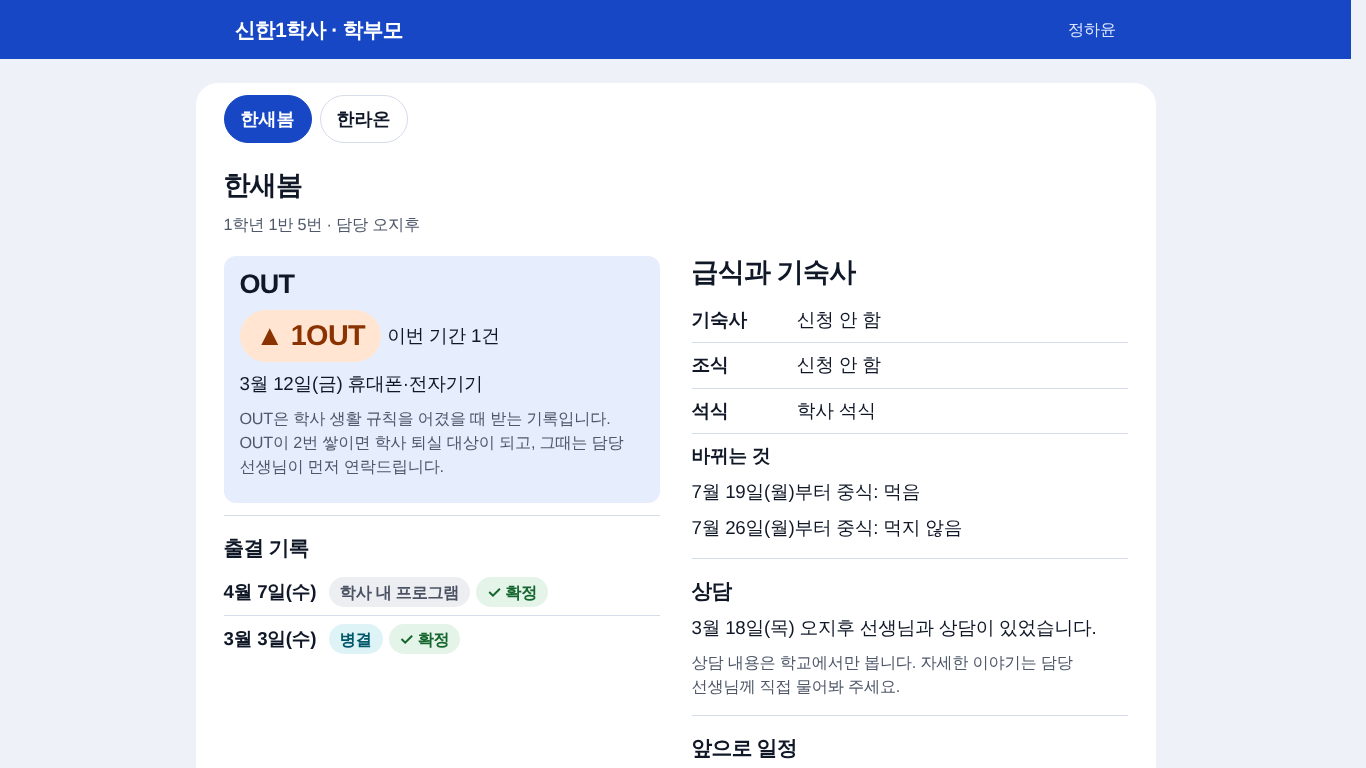 신한1학사 · 학부모
정하윤
한새봄
한라온
한새봄
1학년 1반 5번 · 담당 오지후
OUT
▲ 1OUT 이번 기간 1건
3월 12일(금) 휴대폰·전자기기
OUT은 학사 생활 규칙을 어겼을 때 받는 기록입니다.
OUT이 2번 쌓이면 학사 퇴실 대상이 되고, 그때는 담당
선생님이 먼저 연락드립니다.
출결 기록
4월 7일(수) 학사 내 프로그램 ✓ 확정
3월 3일(수) 병결 ✓ 확정
급식과 기숙사
기숙사 신청 안 함
조식 신청 안 함
석식 학사 석식
바뀌는 것
7월 19일(월)부터 중식: 먹음
7월 26일(월)부터 중식: 먹지 않음
상담
3월 18일(목) 오지후 선생님과 상담이 있었습니다.
상담 내용은 학교에서만 봅니다. 자세한 이야기는 담당
선생님께 직접 물어봐 주세요.
앞으로 일정